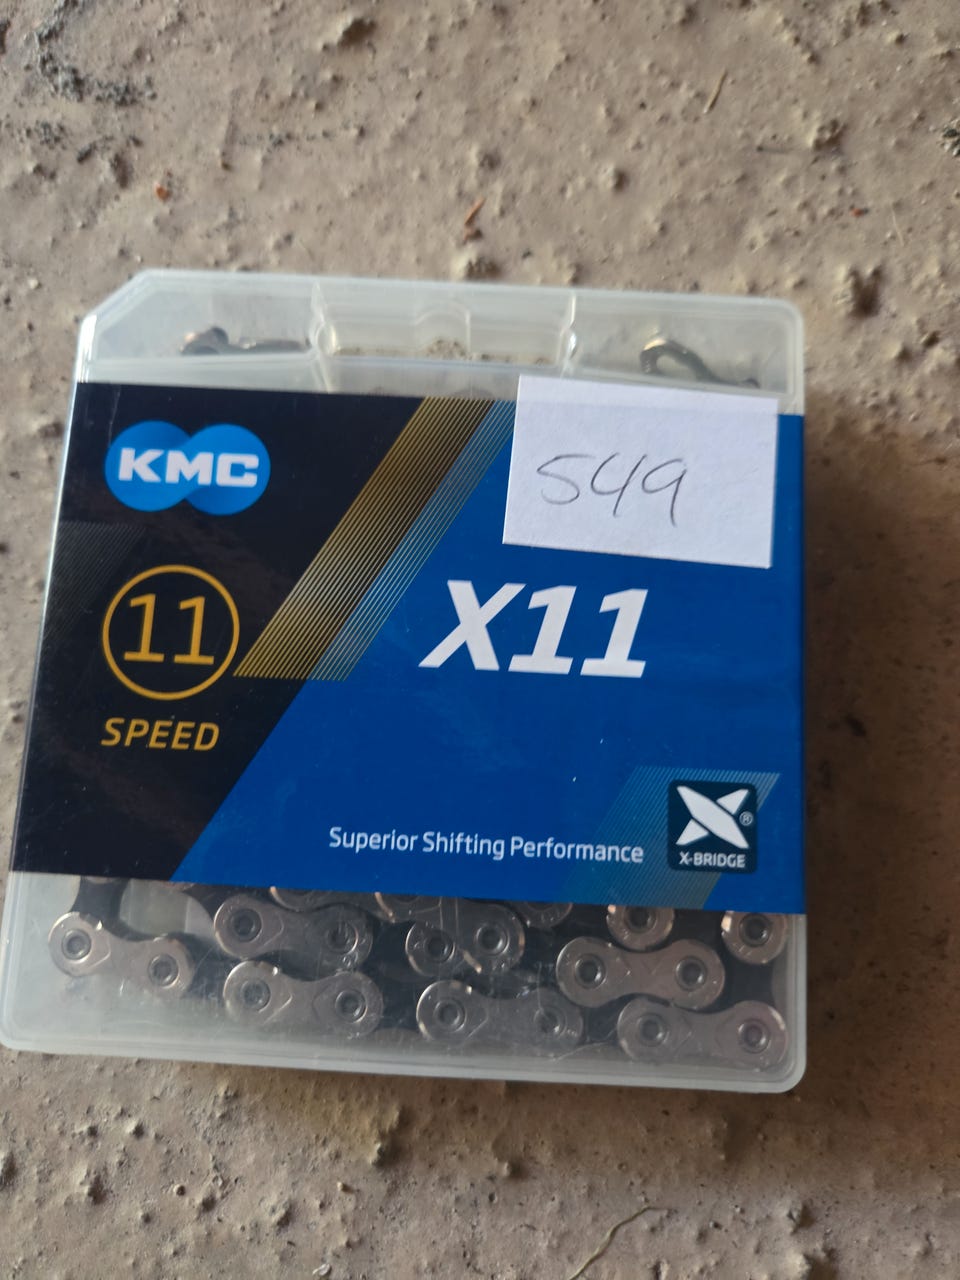 KMC
549
11
SPEED
X11
Superior Shifting Performance
®
X-BRIDGE